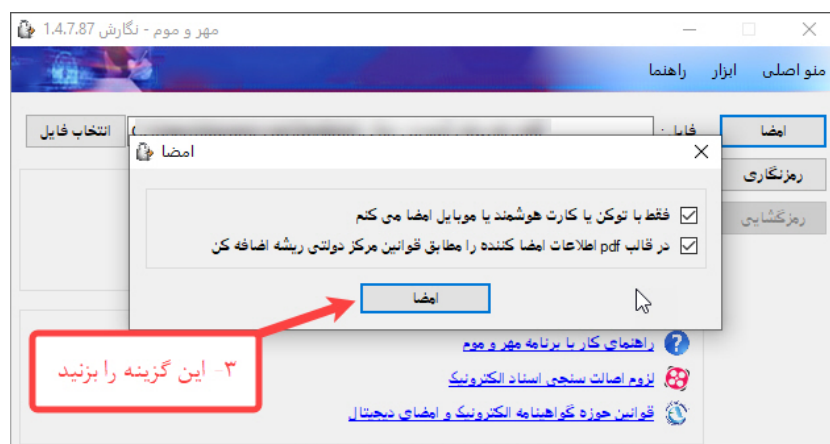 مهر و موم - نگارش 1.4.7.87
منو اصلی ابزار راهنما
امضا
فایل :
انتخاب فایل
رمزنگاری
رمزگشایی
امضا
فقط با توکن یا کارت هوشمند یا موبایل امضا می کنم
در قالب pdf اطلاعات امضا کننده را مطابق قوانین مرکز دولتی ریشه اضافه کن
امضا
۳- این گزینه را بزنید
راهنمای کار با برنامه مهر و موم
لزوم اصالت سنجی اسناد الکترونیک
قوانین حوزه گواهینامه الکترونیک و امضای دیجیتال